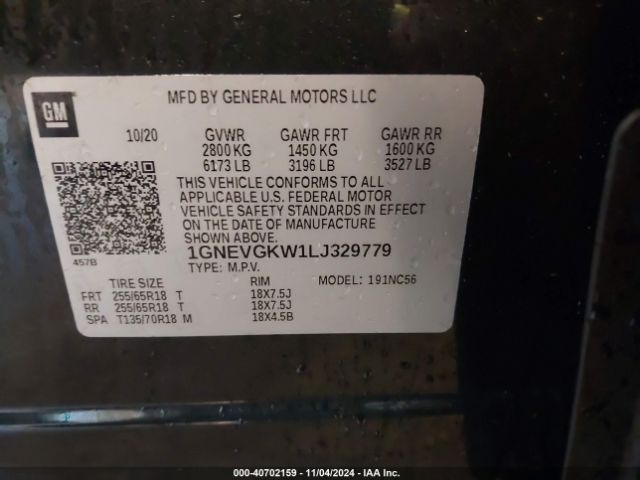 GM
MFD BY GENERAL MOTORS LLC
10/20 GVWR GAWR FRT GAWR RR
2800 KG 1450 KG 1600 KG
6173 LB 3196 LB 3527 LB
THIS VEHICLE CONFORMS TO ALL
APPLICABLE U.S. FEDERAL MOTOR
VEHICLE SAFETY STANDARDS IN EFFECT
ON THE DATE OF MANUFACTURE
SHOWN ABOVE.
1GNEVGKW1LJ329779
457B
TYPE: M.P.V. MODEL: 191NC56
TIRE SIZE RIM
FRT 255/65R18 T 18X7.5J
RR 255/65R18 T 18X7.5J
SPA T135/70R18 M 18X4.5B
000-40702159 - 11/04/2024 - IAA Inc.